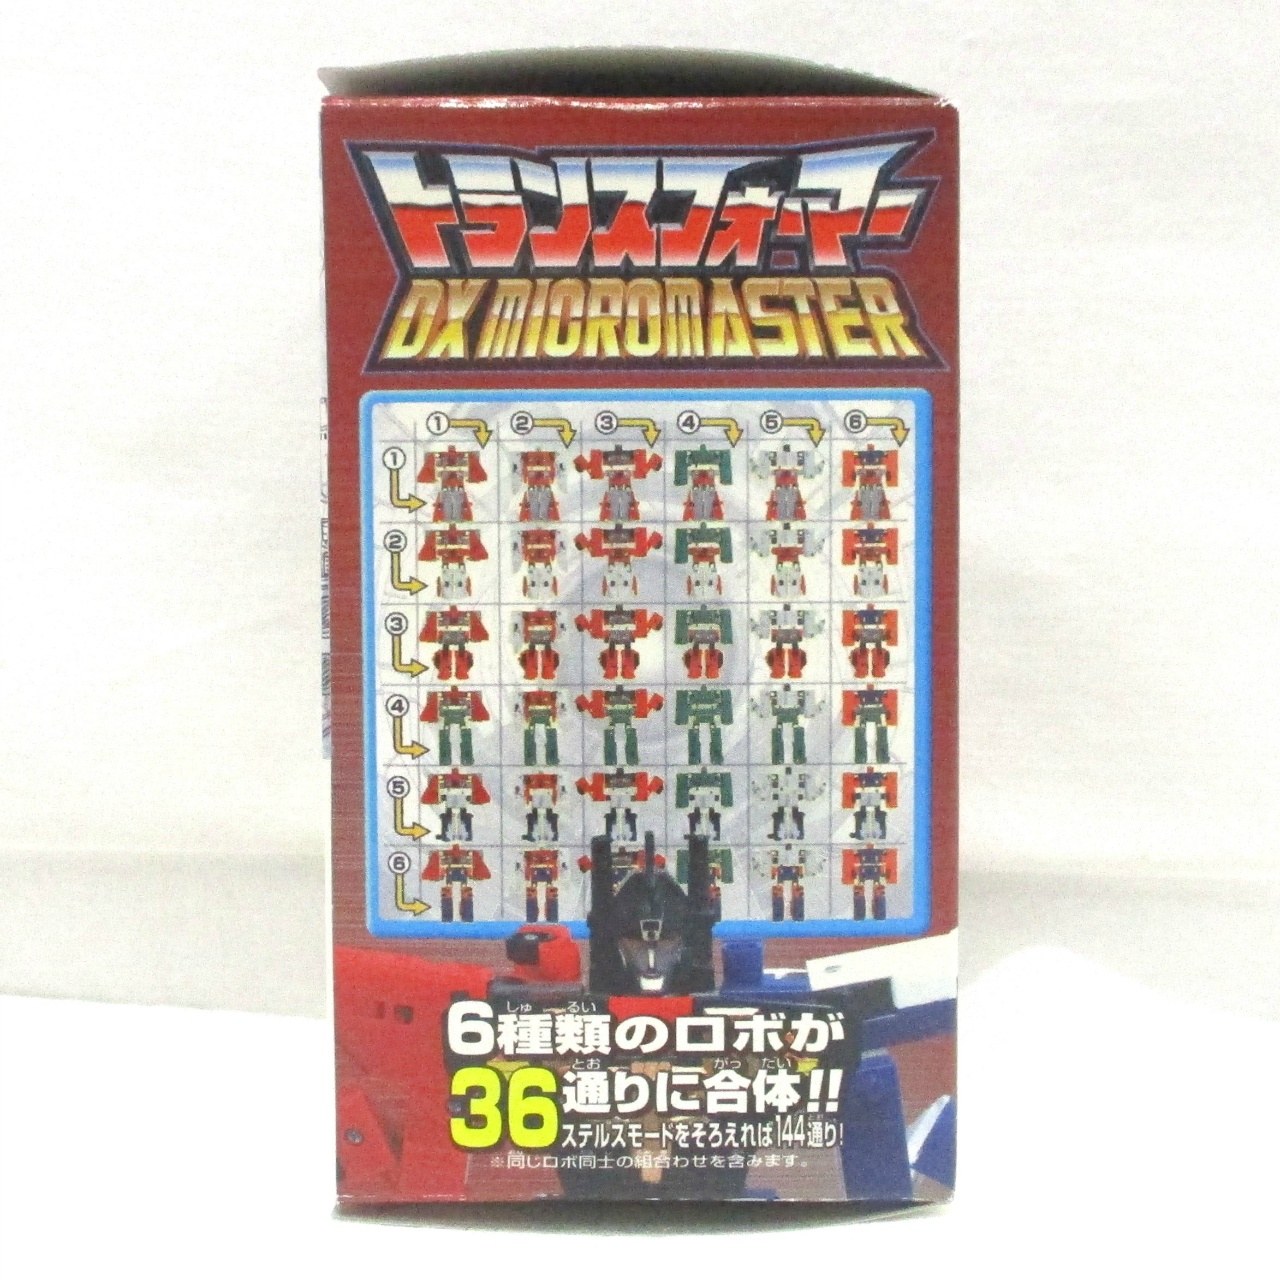 トランスフォーマー
DX MICROMASTER
① ② ③ ④ ⑤ ⑥
①
②
③
④
⑤
⑥
しゅ るい
6種類のロボが
とお がっ たい
36通りに合体!!
ステルスモードをそろえれば144通り!
※同じロボ同士の組合わせを含みます。